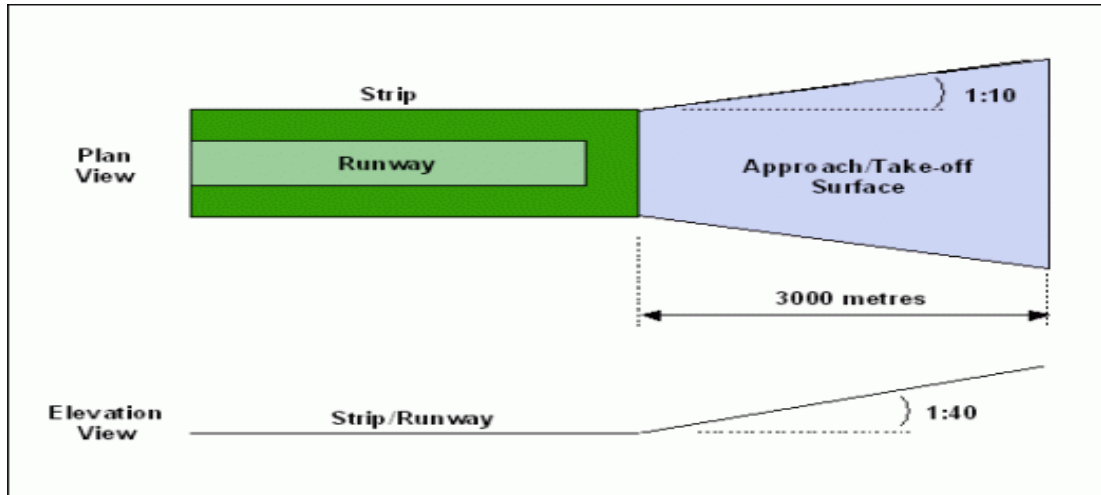 Strip
1:10
Plan
View
Runway
Approach/Take-off
Surface
3000 metres
Elevation
View
Strip/Runway
1:40